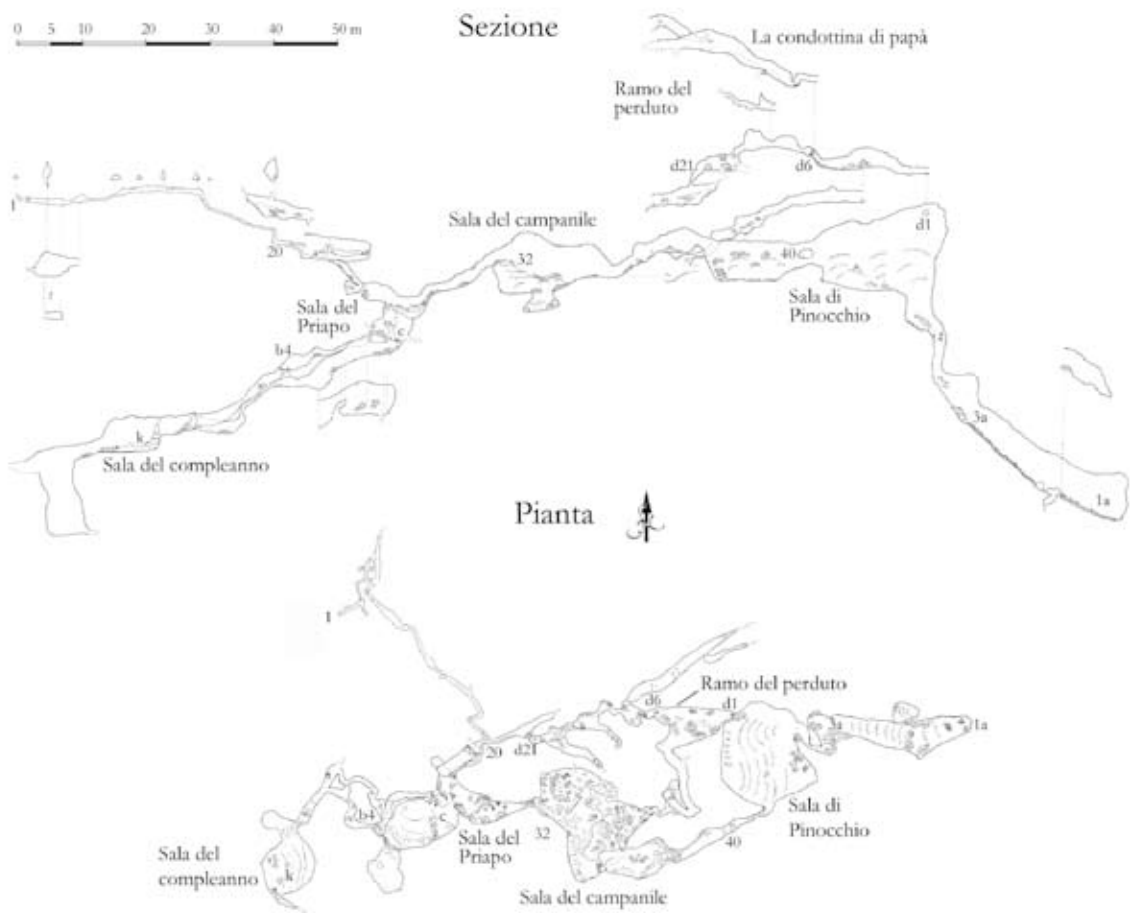 0 5 10 20 30 50 m
Sezione
La condottina di papà
Ramo del
perduto
d21
d6
1
Sala del campanile
d1
20
32
40
Sala del
Priapo
c
Sala di
Pinocchio
b4
k
3a
Sala del compleanno
1a
Pianta
1
Ramo del perduto
d6
d1
3a
1a
20
d21
b4
c
Sala del
Priapo
32
Sala di
Pinocchio
40
Sala del
compleanno
k
Sala del campanile